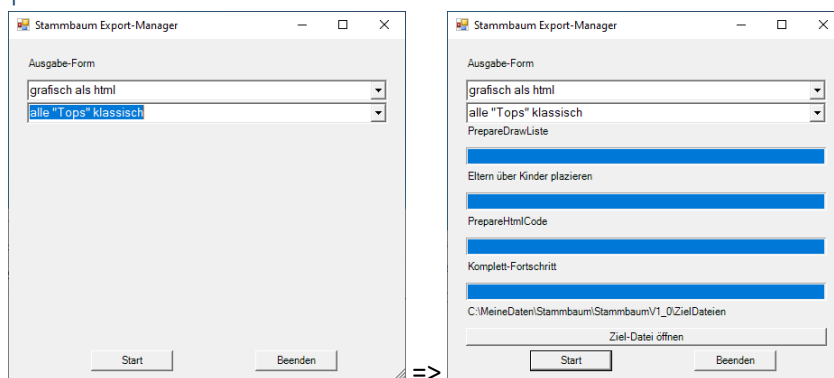 Stammbaum Export-Manager
Ausgabe-Form
grafisch als html
alle "Tops" klassisch
Start
Beenden
=>
Stammbaum Export-Manager
Ausgabe-Form
grafisch als html
alle "Tops" klassisch
PrepareDrawListe
Eltern über Kinder plazieren
PrepareHtmlCode
Komplett-Fortschritt
C:\MeineDaten\Stammbaum\StammbaumV1_0\ZielDateien
Ziel-Datei öffnen
Start
Beenden